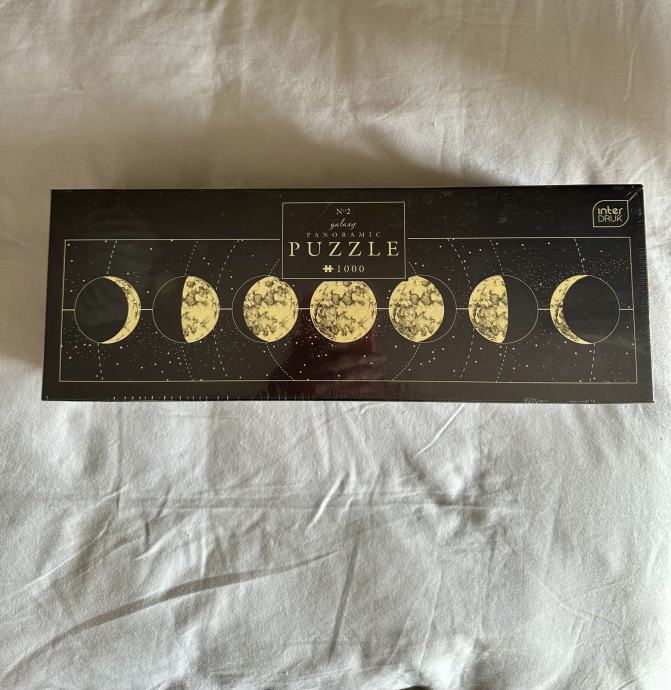 Nº2
galaxy
PANORAMIC
PUZZLE
1000
inter
DRUK